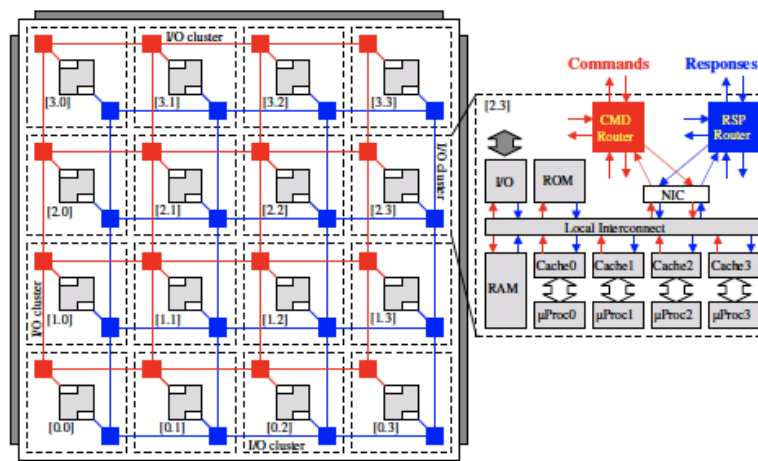 I/O cluster
[3.0] [3.1] [3.2] [3.3]
I/O cluster
[2.0] [2.1] [2.2] [2.3]
I/O cluster
[1.0] [1.1] [1.2] [1.3]
[0.0] [0.1] [0.2] [0.3]
I/O cluster
Commands Responses
[2.3]
CMD Router
RSP Router
I/O ROM NIC
Local Interconnect
RAM Cache0 Cache1 Cache2 Cache3
µProc0 µProc1 µProc2 µProc3